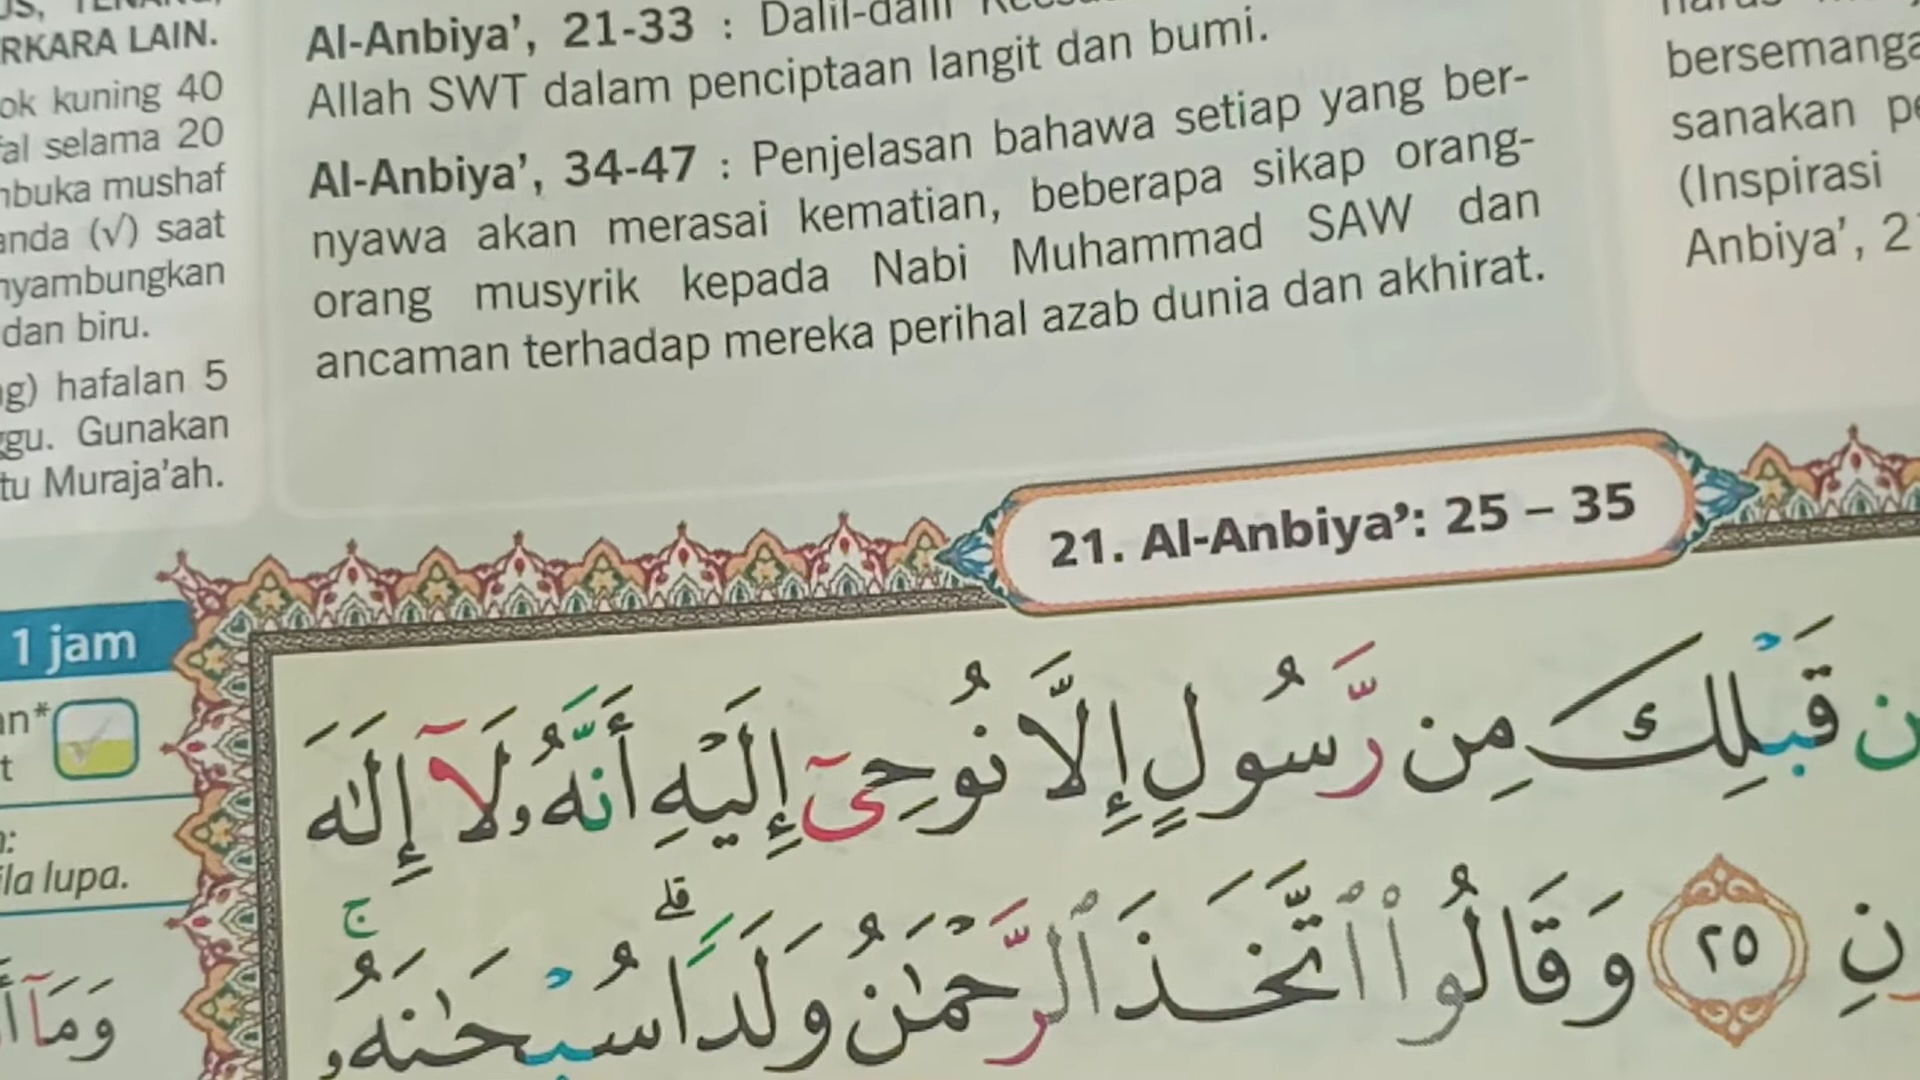 RKARA LAIN.
ok kuning 40
fal selama 20
nbuka mushaf
anda (√) saat
nyambungkan
dan biru.
g) hafalan 5
ggu. Gunakan
tu Muraja'ah.
Al-Anbiya', 21-33 : Dalil-dalil
Allah SWT dalam penciptaan langit dan bumi.
Al-Anbiya', 34-47 : Penjelasan bahawa setiap yang ber-
nyawa akan merasai kematian, beberapa sikap orang-
orang musyrik kepada Nabi Muhammad SAW dan
ancaman terhadap mereka perihal azab dunia dan akhirat.
bersemanga
sanakan pe
(Inspirasi
Anbiya', 2
21. Al-Anbiya': 25 – 35
1 jam
an*
t
ila lupa.
ن قَبْلِكَ مِن رَّسُولٍ إِلَّا نُوحِىٓ إِلَيْهِ أَنَّهُۥ لَآ إِلَٰهَ
نِ ٢٥ وَقَالُوا۟ ٱتَّخَذَ ٱلرَّحْمَٰنُ وَلَدًا ۗ سُبْحَٰنَهُۥ ۚ
وَمَآ أ